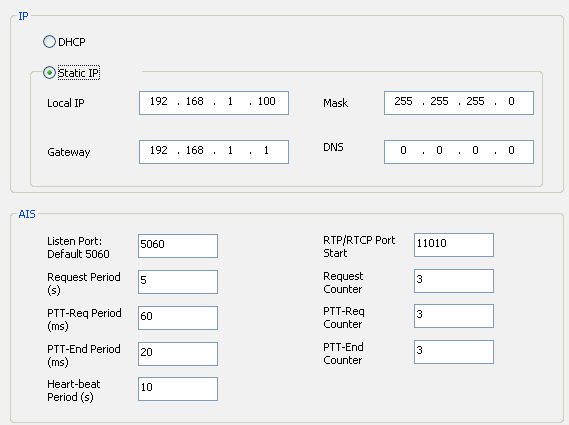 IP
DHCP
Static IP
Local IP 192 . 168 . 1 . 100 Mask 255 . 255 . 255 . 0
Gateway 192 . 168 . 1 . 1 DNS 0 . 0 . 0 . 0
AIS
Listen Port:
Default 5060
5060
RTP/RTCP Port
Start
11010
Request Period
(s)
5
Request
Counter
3
PTT-Req Period
(ms)
60
PTT-Req
Counter
3
PTT-End Period
(ms)
20
PTT-End
Counter
3
Heart-beat
Period (s)
10